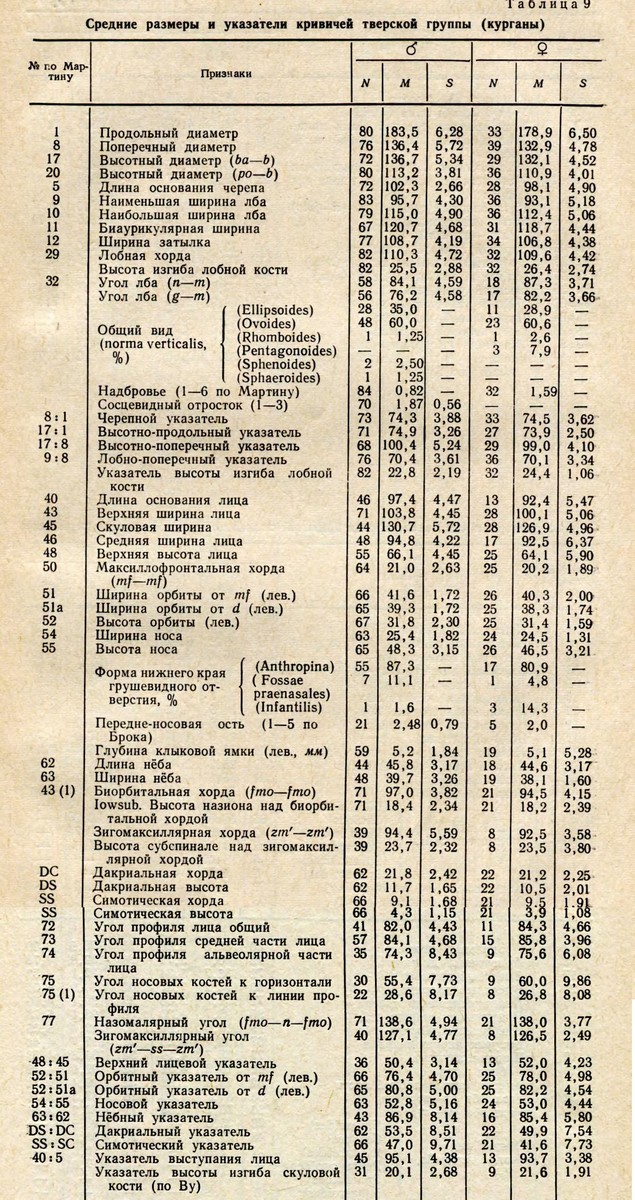 Таблица 9
Средние размеры и указатели кривичей тверской группы (курганы)
№ по Мартину Признаки ♂ ♀
N M S N M S
1 Продольный диаметр 80 183,5 6,28 33 178,9 6,50
8 Поперечный диаметр 76 136,4 5,72 39 132,9 4,78
17 Высотный диаметр (ba—b) 72 136,7 5,34 29 132,1 4,52
20 Высотный диаметр (po—b) 80 113,2 3,81 36 110,9 4,01
5 Длина основания черепа 72 102,3 2,66 28 98,1 4,90
9 Наименьшая ширина лба 83 95,7 4,30 36 93,1 5,18
10 Наибольшая ширина лба 79 115,0 4,90 36 112,4 5,06
11 Биаурикулярная ширина 67 120,7 4,68 31 118,7 4,44
12 Ширина затылка 77 108,7 4,19 34 106,8 4,38
29 Лобная хорда 82 110,3 4,72 32 109,6 4,42
Высота изгиба лобной кости 82 25,5 2,88 32 26,4 2,74
32 Угол лба (n—m) 58 84,1 4,59 18 87,3 3,71
Угол лба (g—m) 56 76,2 4,58 17 82,2 3,66
Общий вид (norma verticalis, %)
(Ellipsoides) 28 35,0 — 11 28,9 —
(Ovoides) 48 60,0 — 23 60,6 —
(Rhomboides) 1 1,25 — 1 2,6 —
(Pentagonoides) — — — 3 7,9 —
(Sphenoides) 2 2,50 — — — —
(Sphaeroides) 1 1,25 — — — —
Надбровье (1—6 по Мартину) 84 0,82 — 32 1,59 —
Сосцевидный отросток (1—3) 70 1,87 0,56 — — —
8:1 Черепной указатель 73 74,3 3,88 33 74,5 3,62
17:1 Высотно-продольный указатель 71 74,9 3,26 27 73,9 2,50
17:8 Высотно-поперечный указатель 68 100,4 5,24 29 99,0 4,10
9:8 Лобно-поперечный указатель 76 70,4 3,61 36 70,1 3,34
Указатель высоты изгиба лобной 82 22,8 2,19 32 24,4 1,06
кости
40 Длина основания лица 46 97,4 4,47 13 92,4 5,47
43 Верхняя ширина лица 71 103,8 4,45 28 100,1 5,06
45 Скуловая ширина 44 130,7 5,72 28 126,9 4,96
46 Средняя ширина лица 48 94,8 4,22 17 92,5 6,37
48 Верхняя высота лица 55 66,1 4,45 25 64,1 5,90
50 Максиллофронтальная хорда 64 21,0 2,63 25 20,2 1,89
(mf—mf)
51 Ширина орбиты от mf (лев.) 66 41,6 1,72 26 40,3 2,00
51a Ширина орбиты от d (лев.) 65 39,3 1,72 25 38,3 1,74
52 Высота орбиты (лев.) 67 31,8 2,30 25 31,4 1,59
54 Ширина носа 63 25,4 1,82 24 24,5 1,31
55 Высота носа 65 48,3 3,15 26 46,5 3,21
Форма нижнего края грушевидного отверстия, %
(Anthropina) 55 87,3 — 17 80,9 —
( Fossae 7 11,1 — 1 4,8 —
praenasales)
(Infantilis) 1 1,6 — 3 14,3 —
Передне-носовая ость (1—5 по 21 2,48 0,79 5 2,0 —
Брока)
Глубина клыковой ямки (лев., мм) 59 5,2 1,84 19 5,1 5,28
62 Длина нёба 44 45,8 3,17 18 44,6 3,17
63 Ширина нёба 48 39,7 3,26 19 38,1 1,60
43 (1) Биорбитальная хорда (fmo—fmo) 71 97,0 3,82 21 94,5 4,15
Iowsub. Высота назиона над биорби- 71 18,4 2,34 21 18,2 2,39
тальной хордой
Зигомаксиллярная хорда (zm′—zm′) 39 94,4 5,59 8 92,5 3,58
Высота субспинале над зигомаксил- 39 23,7 2,32 8 23,5 3,80
лярной хордой
DC Дакриальная хорда 62 21,8 2,42 22 21,2 2,25
DS Дакриальная высота 62 11,7 1,65 22 10,5 2,01
SS Симотическая хорда 66 9,1 1,68 21 9,5 1,91
SS Симотическая высота 66 4,3 1,15 21 3,9 1,08
72 Угол профиля лица общий 41 82,0 4,43 11 84,3 4,66
73 Угол профиля средней части лица 57 84,1 4,68 15 85,8 3,96
74 Угол профиля альвеолярной части 35 74,3 8,43 9 75,6 6,08
лица
75 Угол носовых костей к горизонтали 30 55,4 7,73 9 60,0 9,86
75 (1) Угол носовых костей к линии про- 22 28,6 8,17 8 26,8 8,08
филя
77 Назомалярный угол (fmo—n—fmo) 71 138,6 4,94 21 138,0 3,77
Зигомаксиллярный угол 40 127,1 4,77 8 126,5 2,49
(zm′—ss—zm′)
48:45 Верхний лицевой указатель 36 50,4 3,14 13 52,0 4,23
52:51 Орбитный указатель от mf (лев.) 66 76,4 4,70 25 78,0 4,98
52:51a Орбитный указатель от d (лев.) 65 80,8 5,00 25 82,2 4,54
54:55 Носовой указатель 63 52,8 5,16 24 53,0 4,44
63:62 Нёбный указатель 43 86,9 8,14 16 85,4 5,80
DS:DC Дакриальный указатель 62 53,5 8,51 22 49,9 7,54
SS:SC Симотический указатель 66 47,0 9,71 21 41,6 7,73
40:5 Указатель выступания лица 45 95,1 4,38 13 93,7 3,38
Указатель высоты изгиба скуловой 31 20,1 2,68 9 21,6 1,91
кости (по Ву)